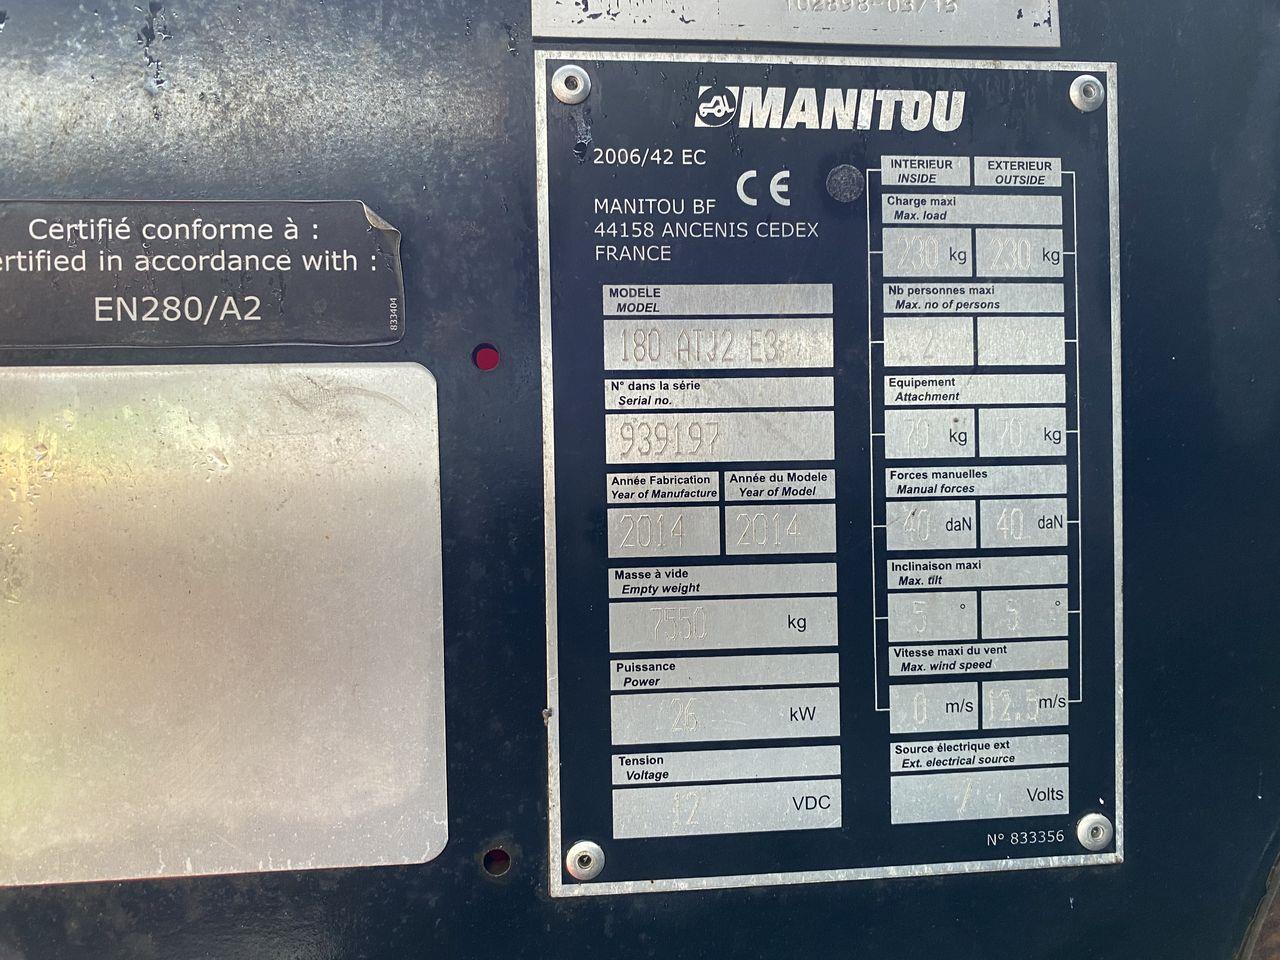 102898-03/15
MANITOU
2006/42 EC
CE
MANITOU BF
44158 ANCENIS CEDEX
FRANCE
MODELE
MODEL
180 ATJ2 E3
N° dans la série
Serial no.
939197
Année Fabrication
Year of Manufacture
Année du Modele
Year of Model
2014
2014
Masse à vide
Empty weight
7550 kg
Puissance
Power
26 kW
Tension
Voltage
12 VDC
INTERIEUR
INSIDE
EXTERIEUR
OUTSIDE
Charge maxi
Max. load
230 kg 230 kg
Nb personnes maxi
Max. no of persons
2 2
Equipement
Attachment
70 kg 70 kg
Forces manuelles
Manual forces
40 daN 40 daN
Inclinaison maxi
Max. tilt
5 ° 5 °
Vitesse maxi du vent
Max. wind speed
0 m/s 12.5 m/s
Source électrique ext
Ext. electrical source
/ Volts
N° 833356
Certifié conforme à :
ertified in accordance with :
EN280/A2
833404